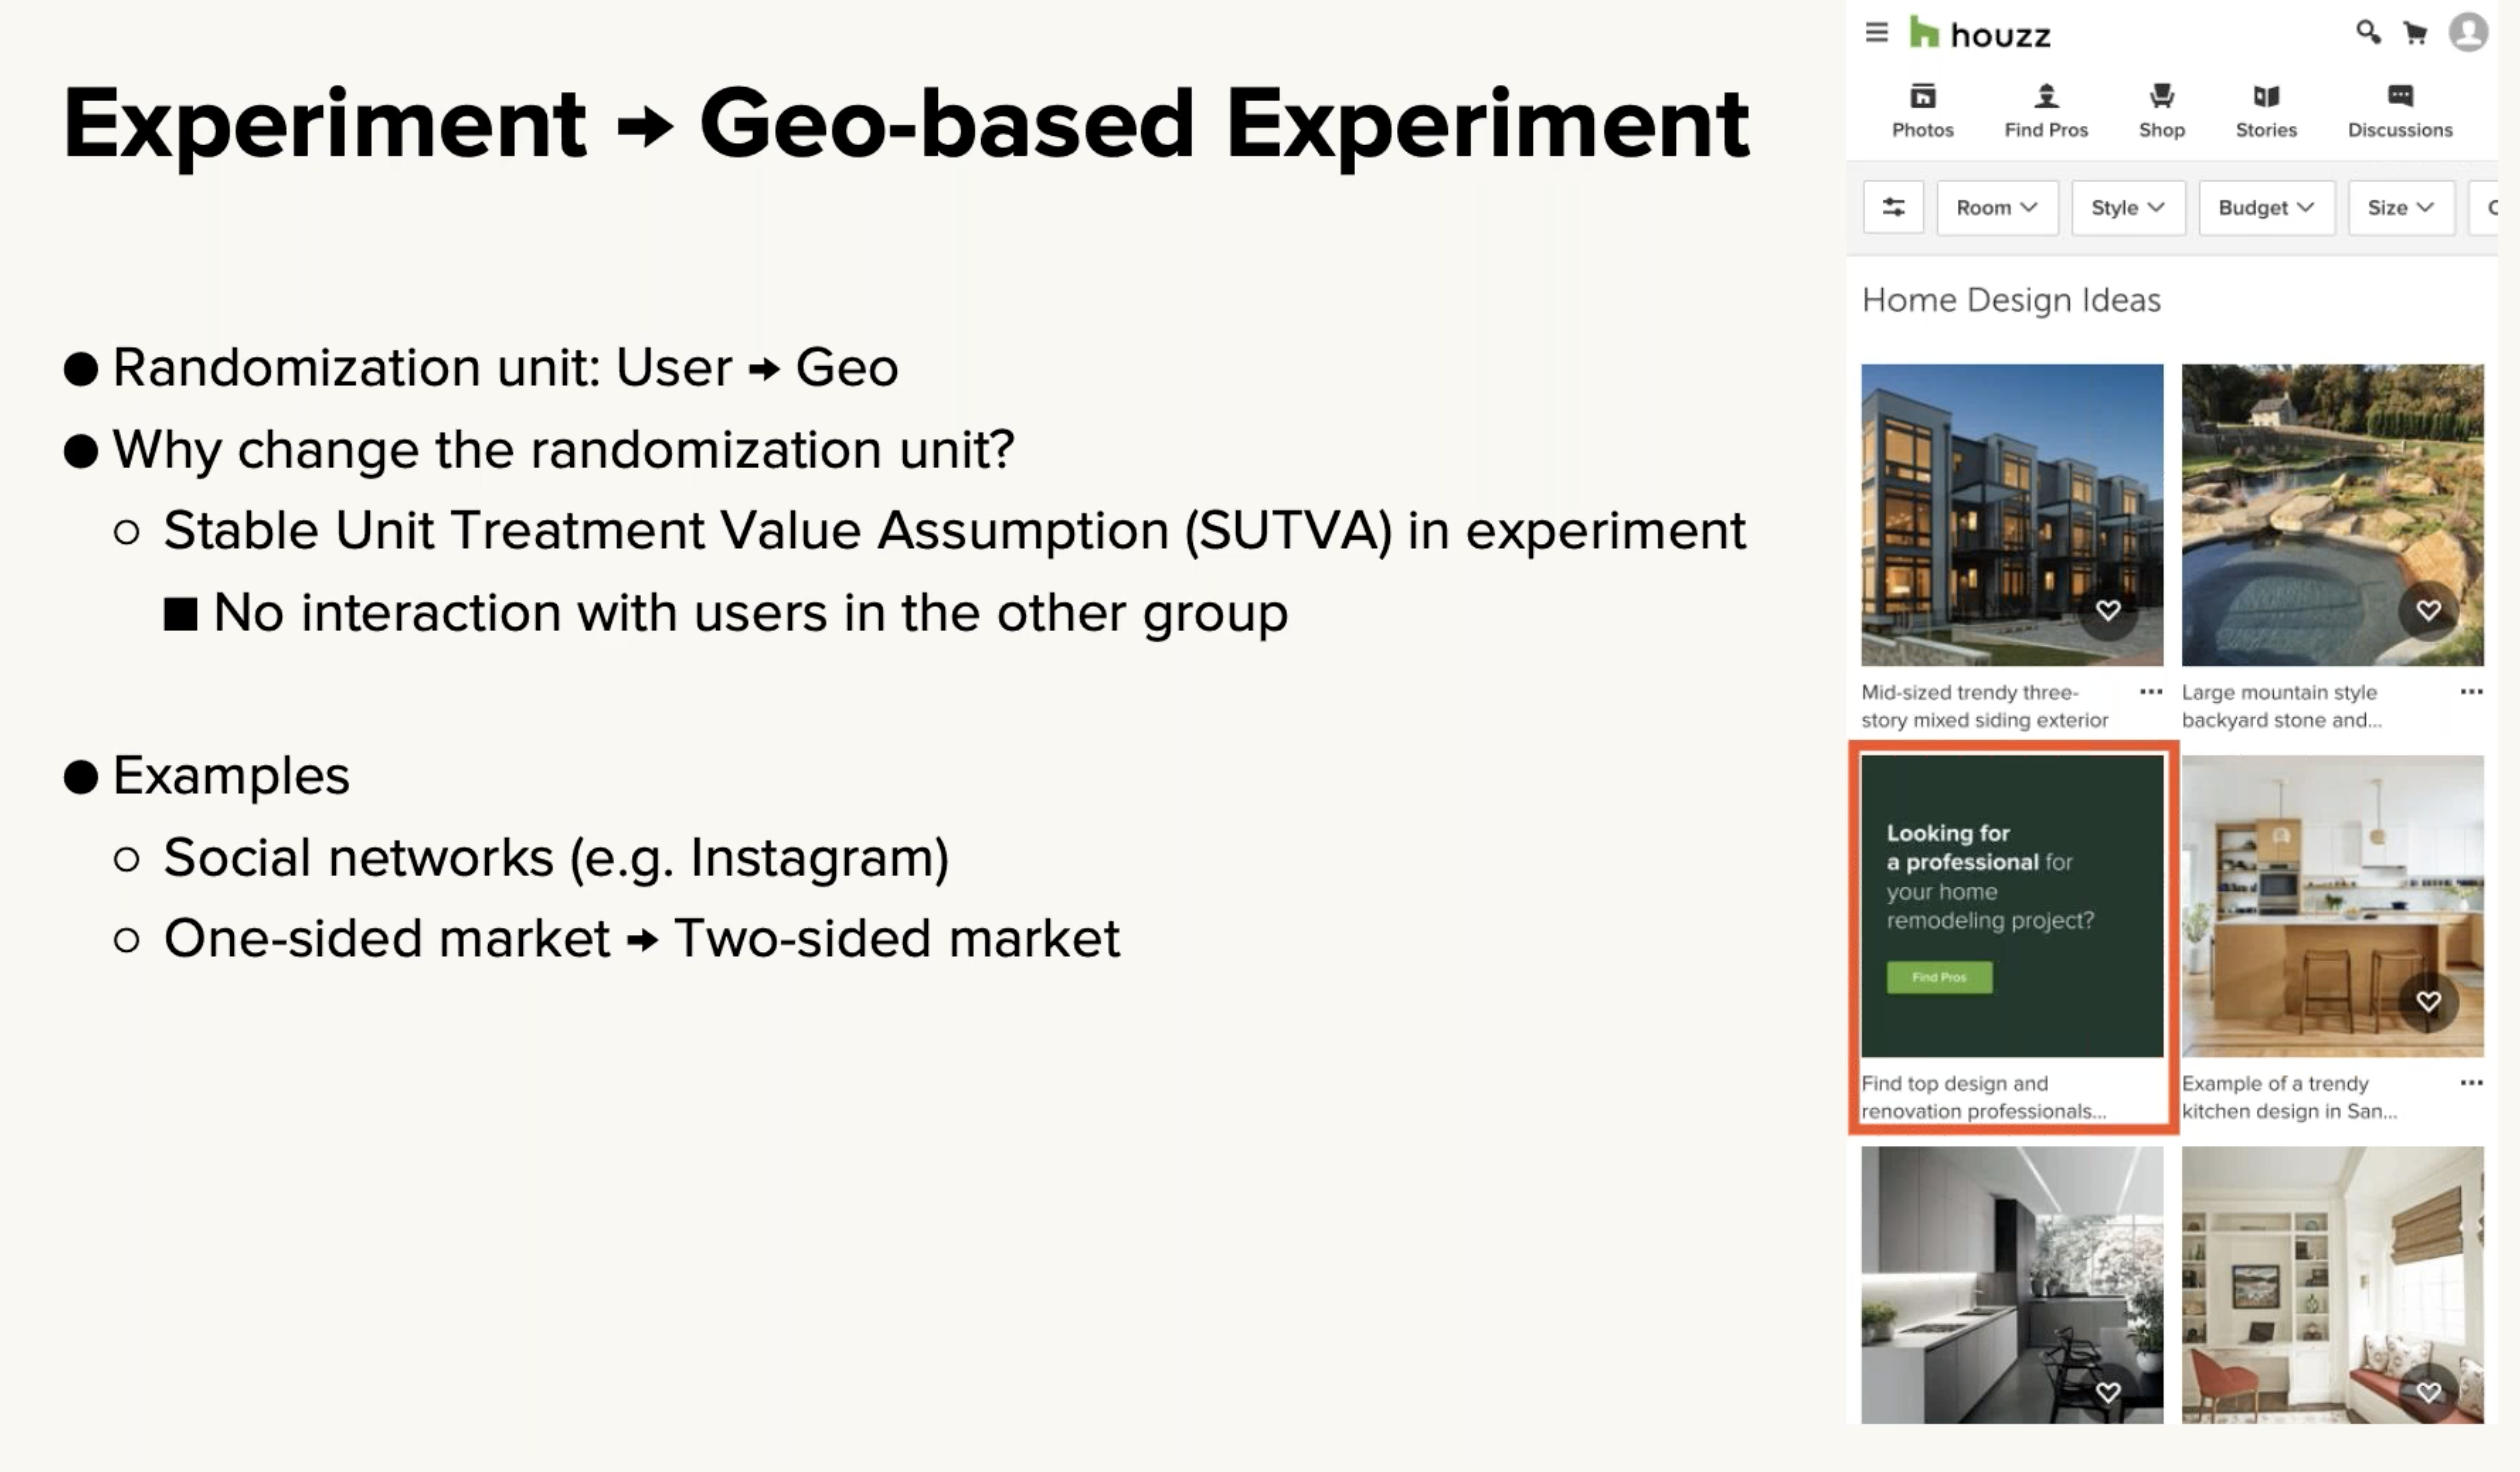 Experiment → Geo-based Experiment
● Randomization unit: User → Geo
● Why change the randomization unit?
○ Stable Unit Treatment Value Assumption (SUTVA) in experiment
■ No interaction with users in the other group
● Examples
○ Social networks (e.g. Instagram)
○ One-sided market → Two-sided market
houzz
Photos Find Pros Shop Stories Discussions
Room Style Budget Size
Home Design Ideas
Mid-sized trendy three-
story mixed siding exterior
Large mountain style
backyard stone and...
Looking for
a professional for
your home
remodeling project?
Find Pros
Find top design and
renovation professionals...
Example of a trendy
kitchen design in San...